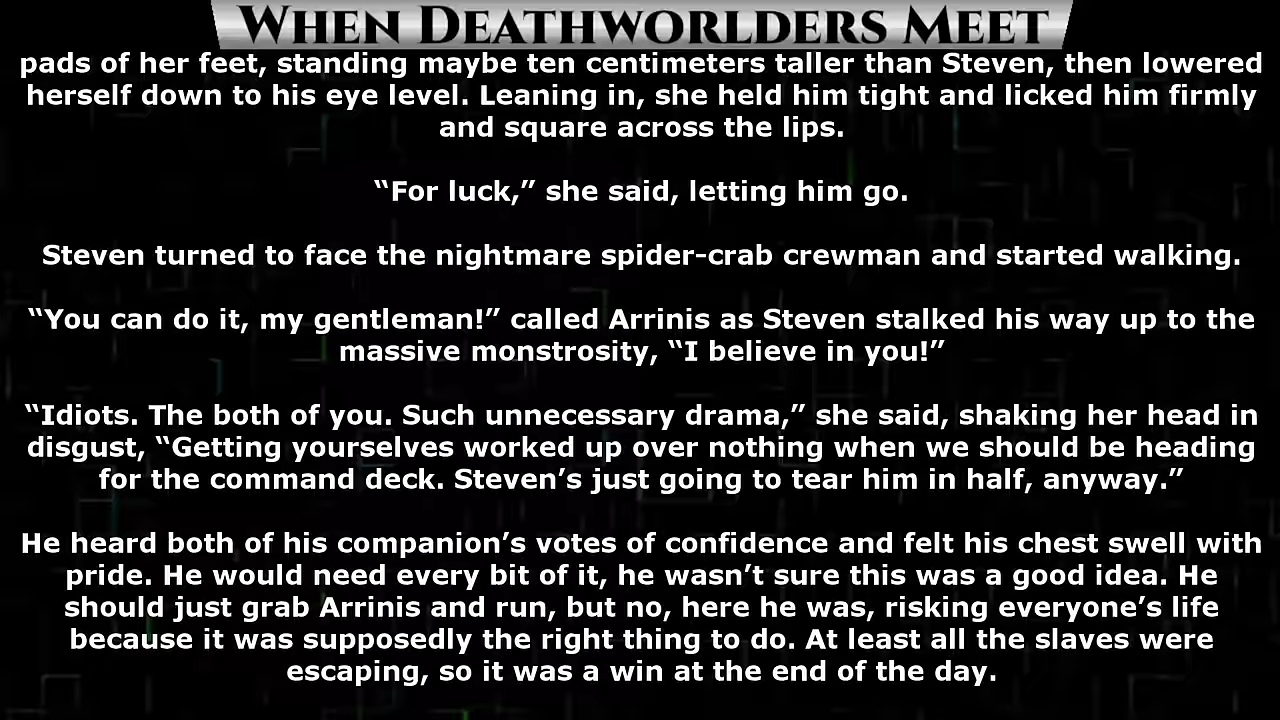 When Deathworlders Meet
pads of her feet, standing maybe ten centimeters taller than Steven, then lowered
herself down to his eye level. Leaning in, she held him tight and licked him firmly
and square across the lips.
“For luck,” she said, letting him go.
Steven turned to face the nightmare spider-crab crewman and started walking.
“You can do it, my gentleman!” called Arrinis as Steven stalked his way up to the
massive monstrosity, “I believe in you!”
“Idiots. The both of you. Such unnecessary drama,” she said, shaking her head in
disgust, “Getting yourselves worked up over nothing when we should be heading
for the command deck. Steven’s just going to tear him in half, anyway.”
He heard both of his companion’s votes of confidence and felt his chest swell with
pride. He would need every bit of it, he wasn’t sure this was a good idea. He
should just grab Arrinis and run, but no, here he was, risking everyone’s life
because it was supposedly the right thing to do. At least all the slaves were
escaping, so it was a win at the end of the day.